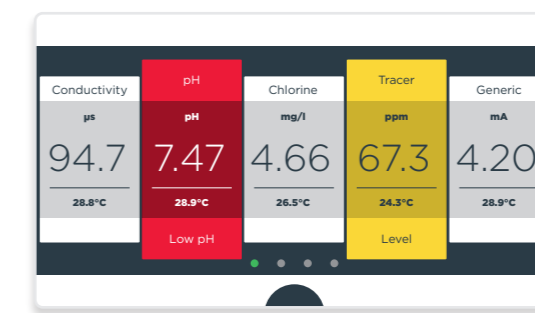 Conductivity
µs
94.7
28.8°C
pH
pH
7.47
28.9°C
Low pH
Chlorine
mg/l
4.66
26.5°C
Tracer
ppm
67.3
24.3°C
Level
Generic
mA
4.20
28.9°C